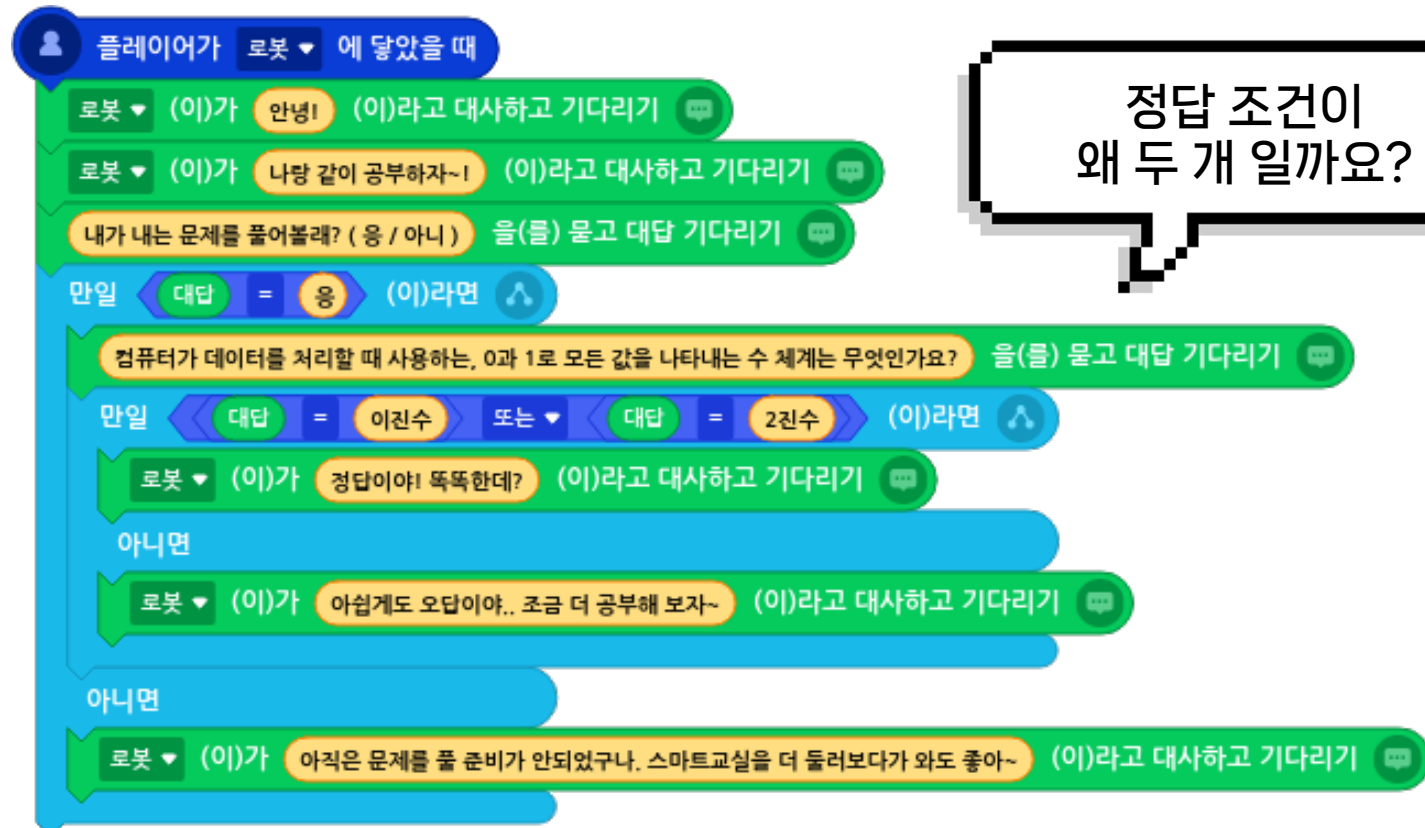 플레이어가 로봇 에 닿았을 때
로봇 (이)가 안녕! (이)라고 대사하고 기다리기
로봇 (이)가 나랑 같이 공부하자~! (이)라고 대사하고 기다리기
내가 내는 문제를 풀어볼래? ( 응 / 아니 ) 을(를) 묻고 대답 기다리기
만일 대답 = 응 (이)라면
컴퓨터가 데이터를 처리할 때 사용하는, 0과 1로 모든 값을 나타내는 수 체계는 무엇인가요? 을(를) 묻고 대답 기다리기
만일 대답 = 이진수 또는 대답 = 2진수 (이)라면
로봇 (이)가 정답이야! 똑똑한데? (이)라고 대사하고 기다리기
아니면
로봇 (이)가 아쉽게도 오답이야.. 조금 더 공부해 보자~ (이)라고 대사하고 기다리기
아니면
로봇 (이)가 아직은 문제를 풀 준비가 안되었구나. 스마트교실을 더 둘러보다가 와도 좋아~ (이)라고 대사하고 기다리기
정답 조건이
왜 두 개 일까요?